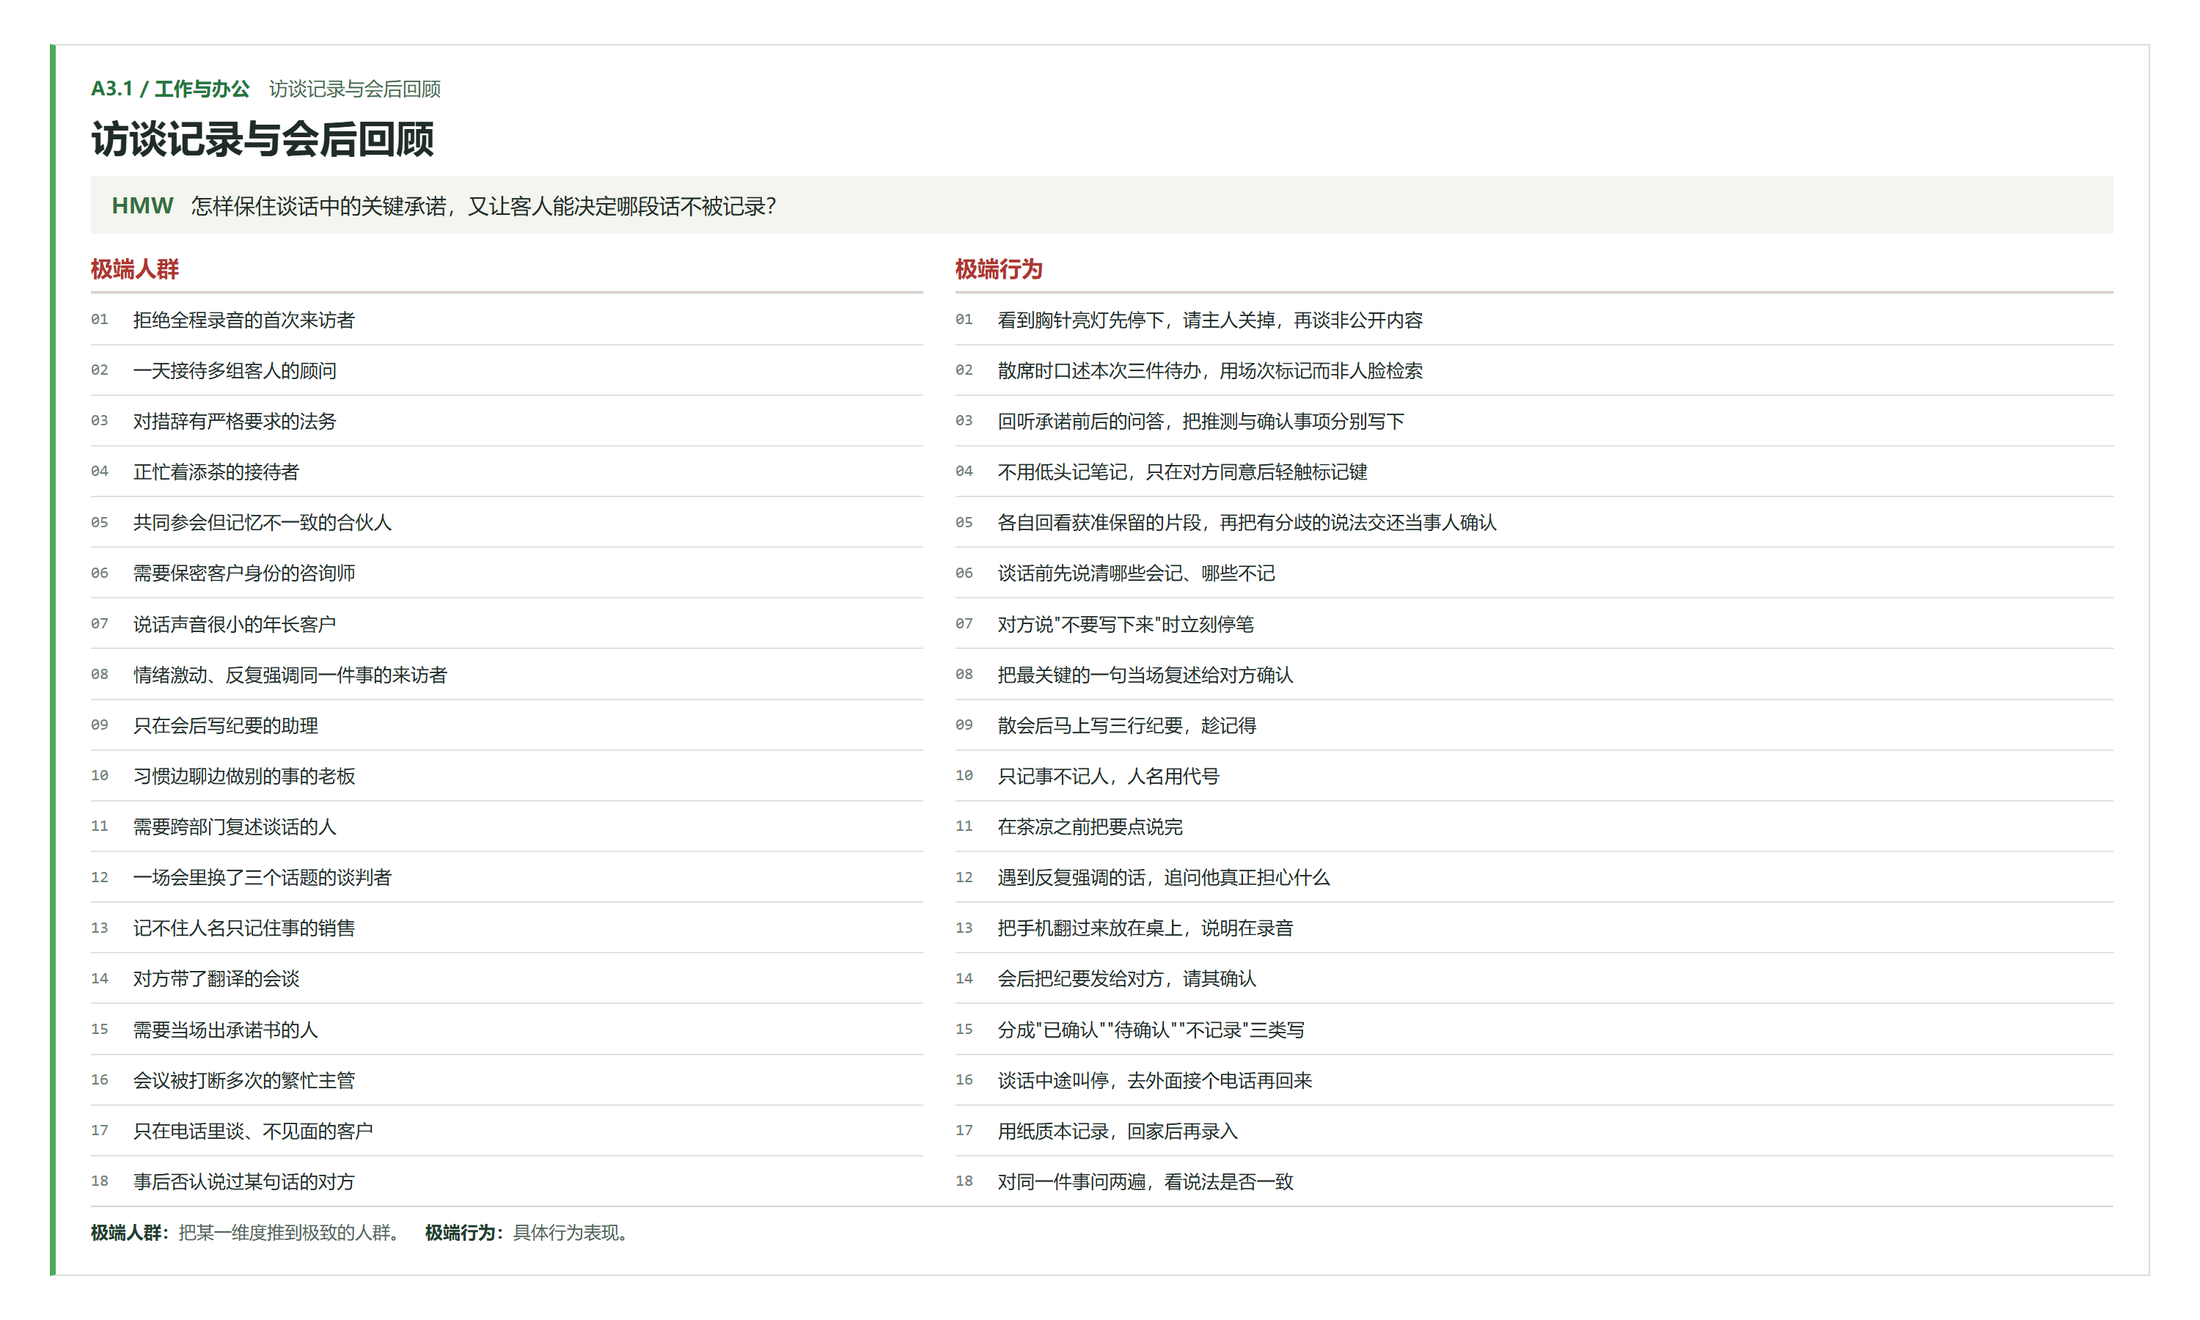 A3.1 / 工作与办公 访谈记录与会后回顾
访谈记录与会后回顾
HMW 怎样保住谈话中的关键承诺，又让客人能决定哪段话不被记录？
极端人群
01 拒绝全程录音的首次来访者
02 一天接待多组客人的顾问
03 对措辞有严格要求的法务
04 正忙着添茶的接待者
05 共同参会但记忆不一致的合伙人
06 需要保密客户身份的咨询师
07 说话声音很小的年长客户
08 情绪激动、反复强调同一件事的来访者
09 只在会后写纪要的助理
10 习惯边聊边做别的事的老板
11 需要跨部门复述谈话的人
12 一场会里换了三个话题的谈判者
13 记不住人名只记住事的销售
14 对方带了翻译的会谈
15 需要当场出承诺书的人
16 会议被打断多次的繁忙主管
17 只在电话里谈、不见面的客户
18 事后否认说过某句话的对方
极端行为
01 看到胸针亮灯先停下，请主人关掉，再谈非公开内容
02 散席时口述本次三件待办，用场次标记而非人脸检索
03 回听承诺前后的问答，把推测与确认事项分别写下
04 不用低头记笔记，只在对方同意后轻触标记键
05 各自回看获准保留的片段，再把有分歧的说法交还当事人确认
06 谈话前先说清哪些会记、哪些不记
07 对方说"不要写下来"时立刻停笔
08 把最关键的一句当场复述给对方确认
09 散会后马上写三行纪要，趁记得
10 只记事不记人，人名用代号
11 在茶凉之前把要点说完
12 遇到反复强调的话，追问他真正担心什么
13 把手机翻过来放在桌上，说明在录音
14 会后把纪要发给对方，请其确认
15 分成"已确认""待确认""不记录"三类写
16 谈话中途叫停，去外面接个电话再回来
17 用纸质本记录，回家后再录入
18 对同一件事问两遍，看说法是否一致
极端人群：把某一维度推到极致的人群。 极端行为：具体行为表现。